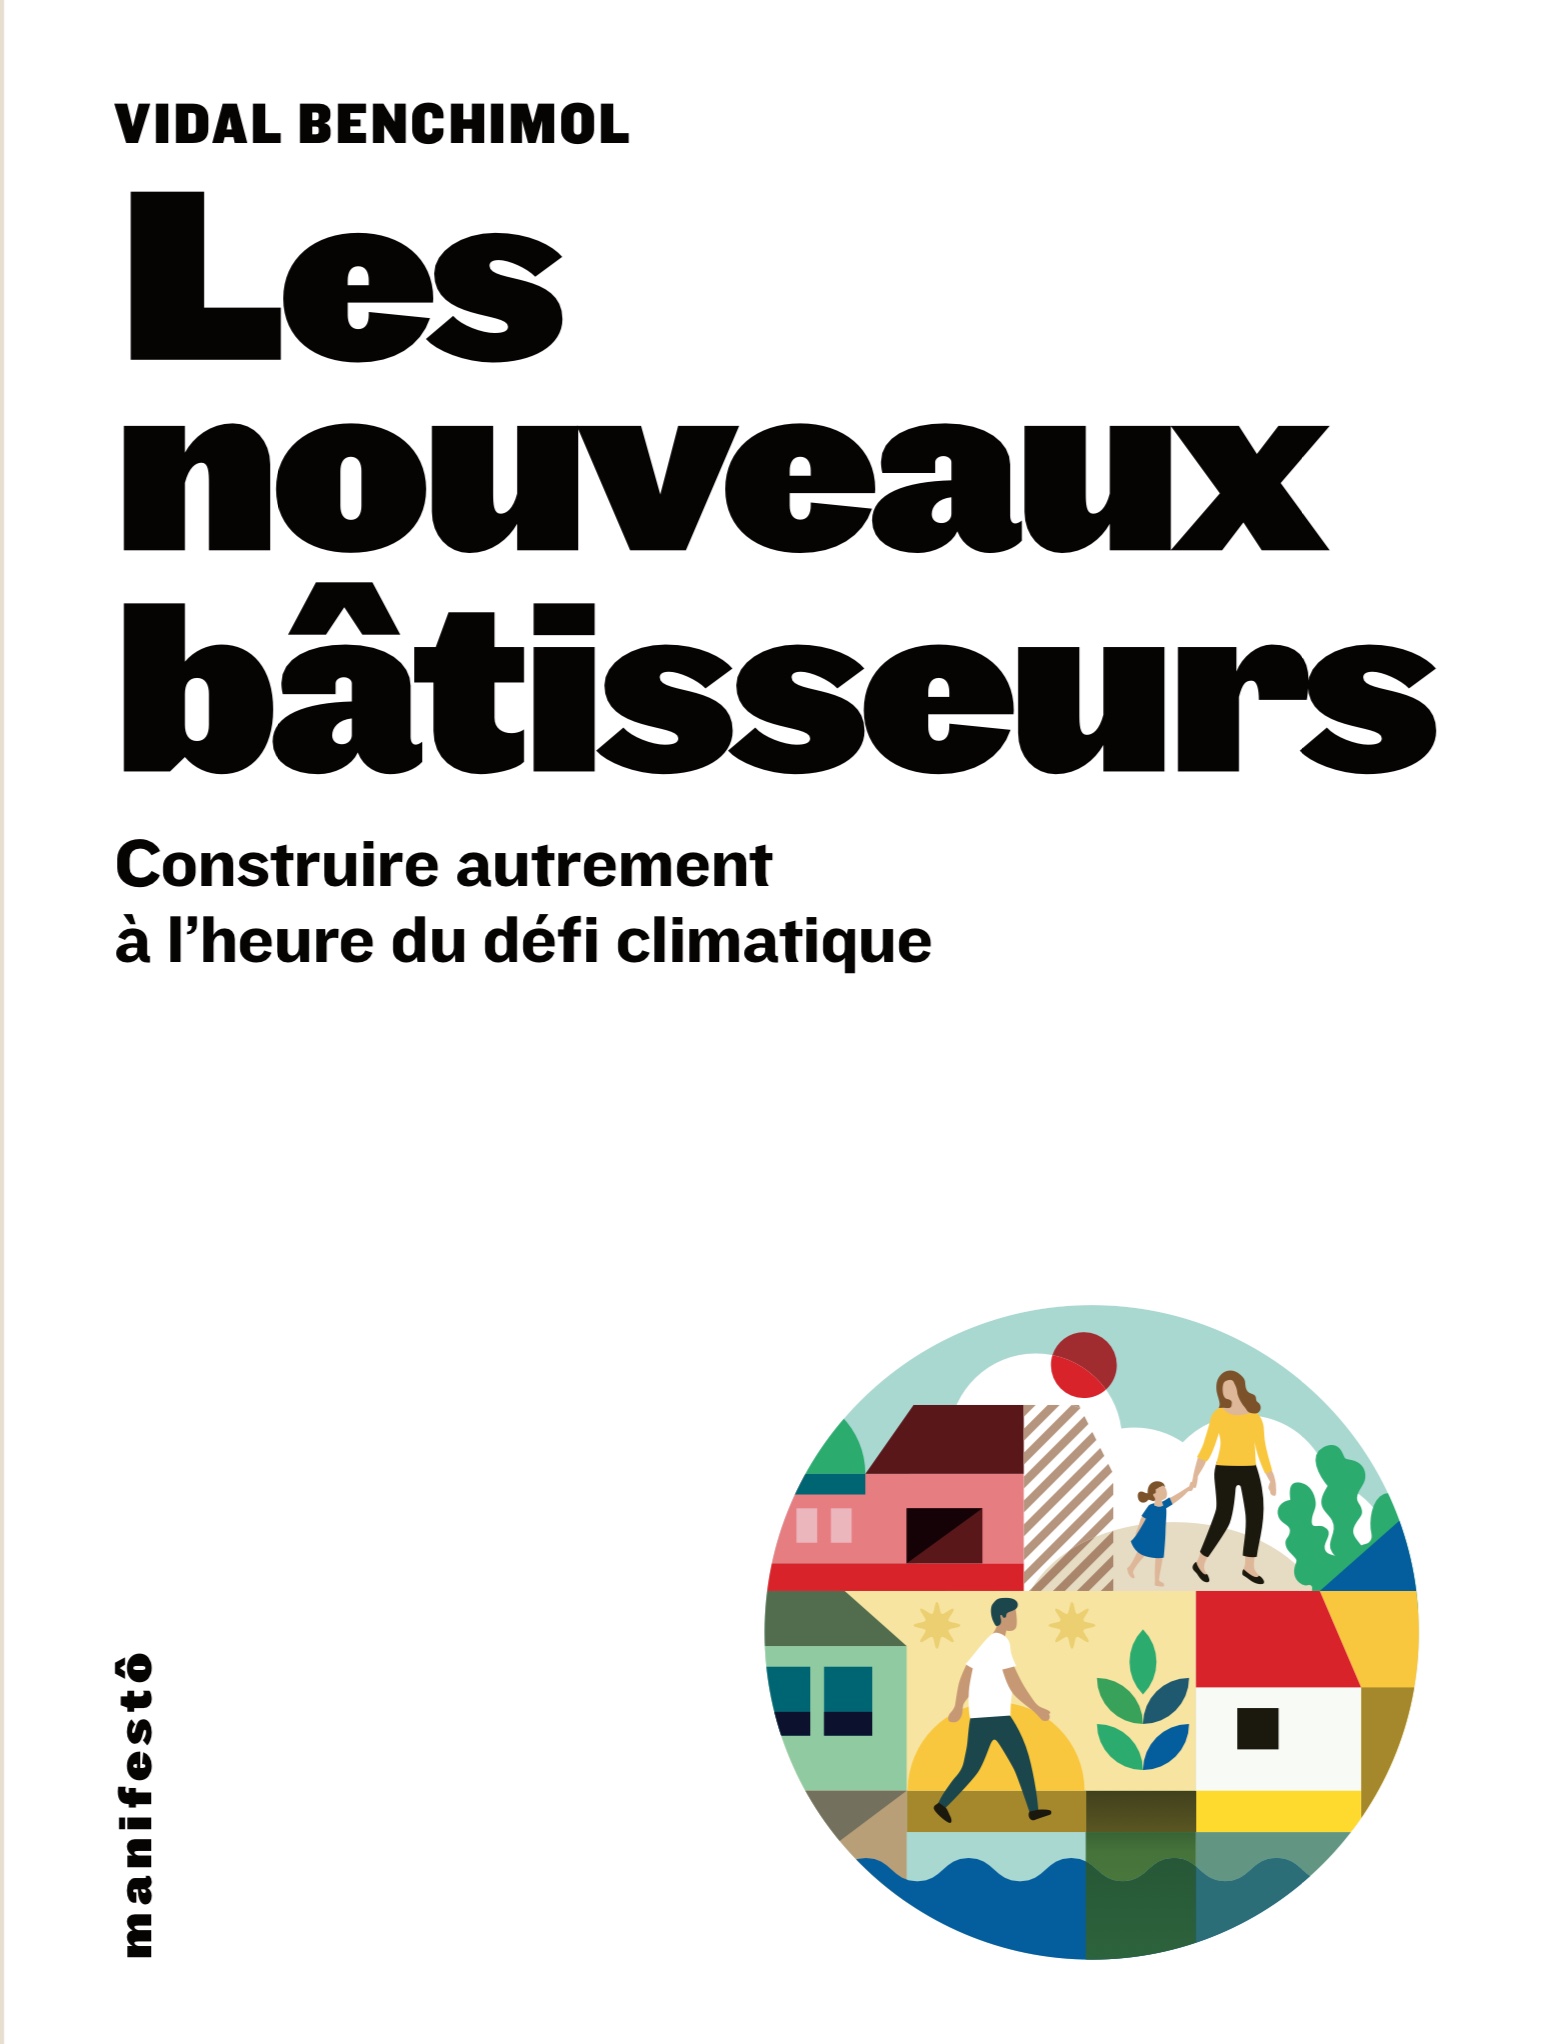 VIDAL BENCHIMOL
Les
nouveaux
bâtisseurs
Construire autrement
à l’heure du défi climatique
manifestô